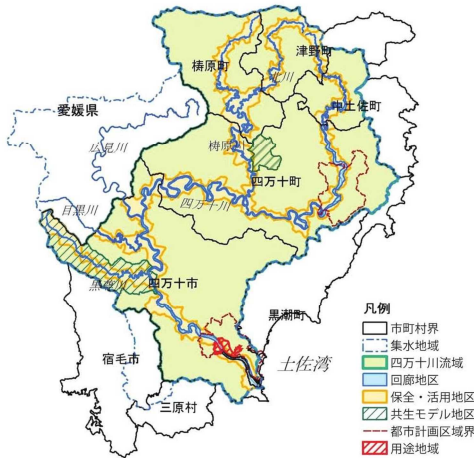 津野町
梼原町
北川
中土佐町
愛媛県
広見川
梼原川
四万十町
四万十川
目黒川
黒尊川
四万十市
黒潮町
宿毛市
土佐湾
三原村
凡例
市町村界
集水地域
四万十川流域
回廊地区
保全・活用地区
共生モデル地区
都市計画区域界
用途地域